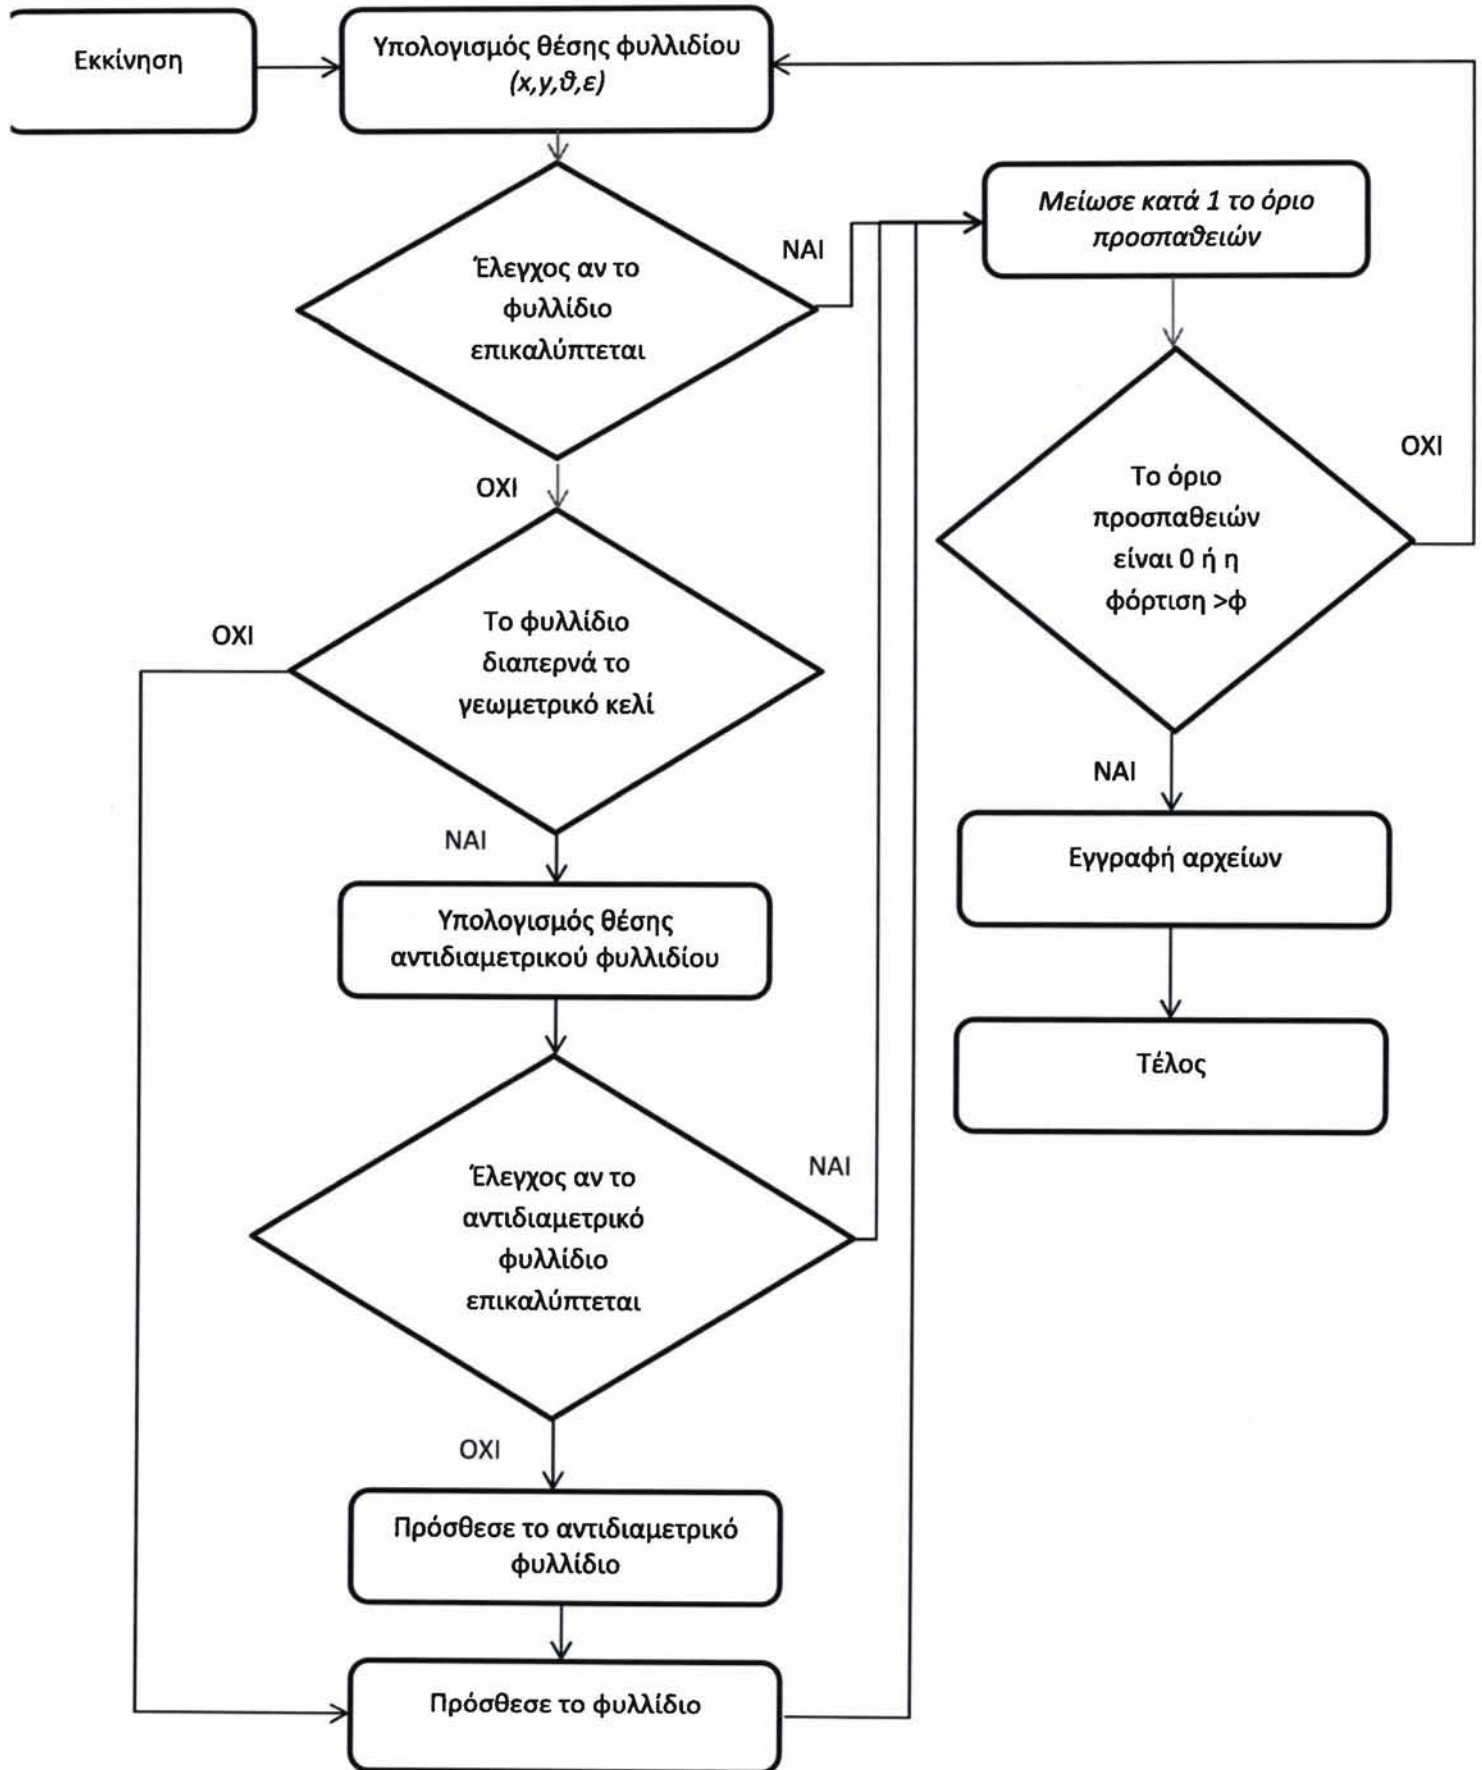 Εκκίνηση
Υπολογισμός θέσης φυλλιδίου
(x,y,ϑ,ε)
Έλεγχος αν το
φυλλίδιο
επικαλύπτεται
ΝΑΙ
ΟΧΙ
Το φυλλίδιο
διαπερνά το
γεωμετρικό κελί
ΟΧΙ
ΝΑΙ
Υπολογισμός θέσης
αντιδιαμετρικού φυλλιδίου
Έλεγχος αν το
αντιδιαμετρικό
φυλλίδιο
επικαλύπτεται
ΝΑΙ
ΟΧΙ
Πρόσθεσε το αντιδιαμετρικό
φυλλίδιο
Πρόσθεσε το φυλλίδιο
Μείωσε κατά 1 το όριο
προσπαϑειών
Το όριο
προσπαθειών
είναι 0 ή η
φόρτιση >φ
ΟΧΙ
ΝΑΙ
Εγγραφή αρχείων
Τέλος